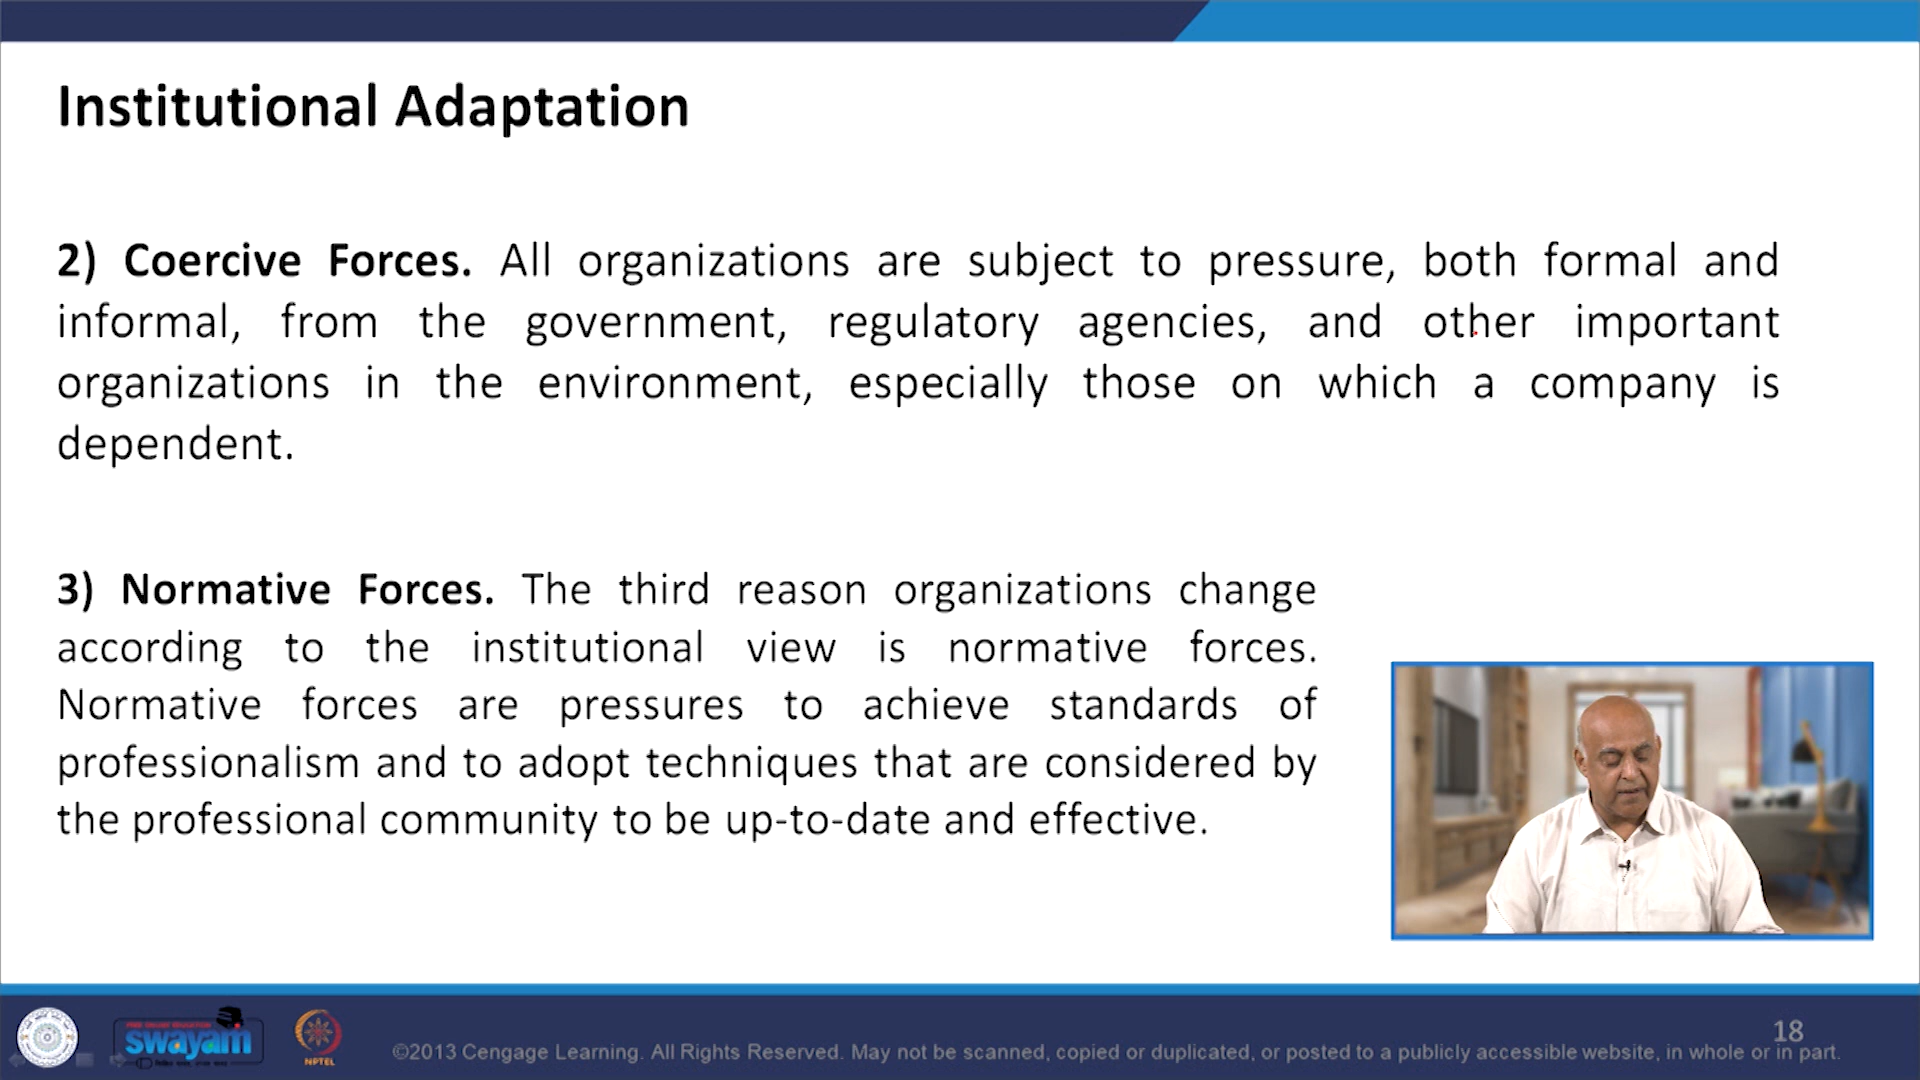 Institutional Adaptation
2) Coercive Forces. All organizations are subject to pressure, both formal and
informal, from the government, regulatory agencies, and other important
organizations in the environment, especially those on which a company is
dependent.
3) Normative Forces. The third reason organizations change
according to the institutional view is normative forces.
Normative forces are pressures to achieve standards of
professionalism and to adopt techniques that are considered by
the professional community to be up-to-date and effective.
18
FREE ONLINE EDUCATION
swayam
NPTEL
©2013 Cengage Learning. All Rights Reserved. May not be scanned, copied or duplicated, or posted to a publicly accessible website, in whole or in part.